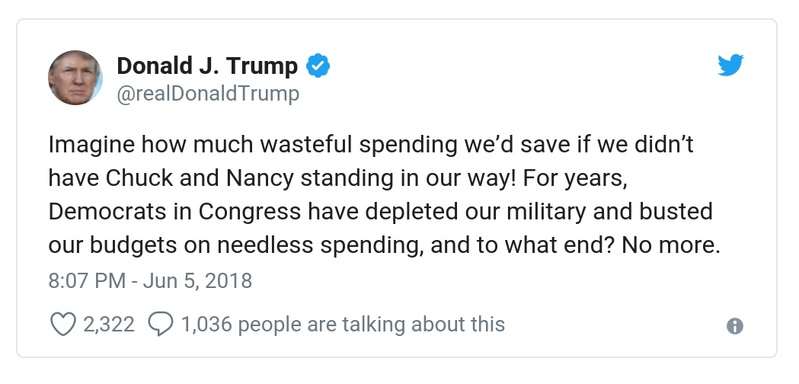 Donald J. Trump
@realDonaldTrump
Imagine how much wasteful spending we’d save if we didn’t
have Chuck and Nancy standing in our way! For years,
Democrats in Congress have depleted our military and busted
our budgets on needless spending, and to what end? No more.
8:07 PM - Jun 5, 2018
2,322 1,036 people are talking about this